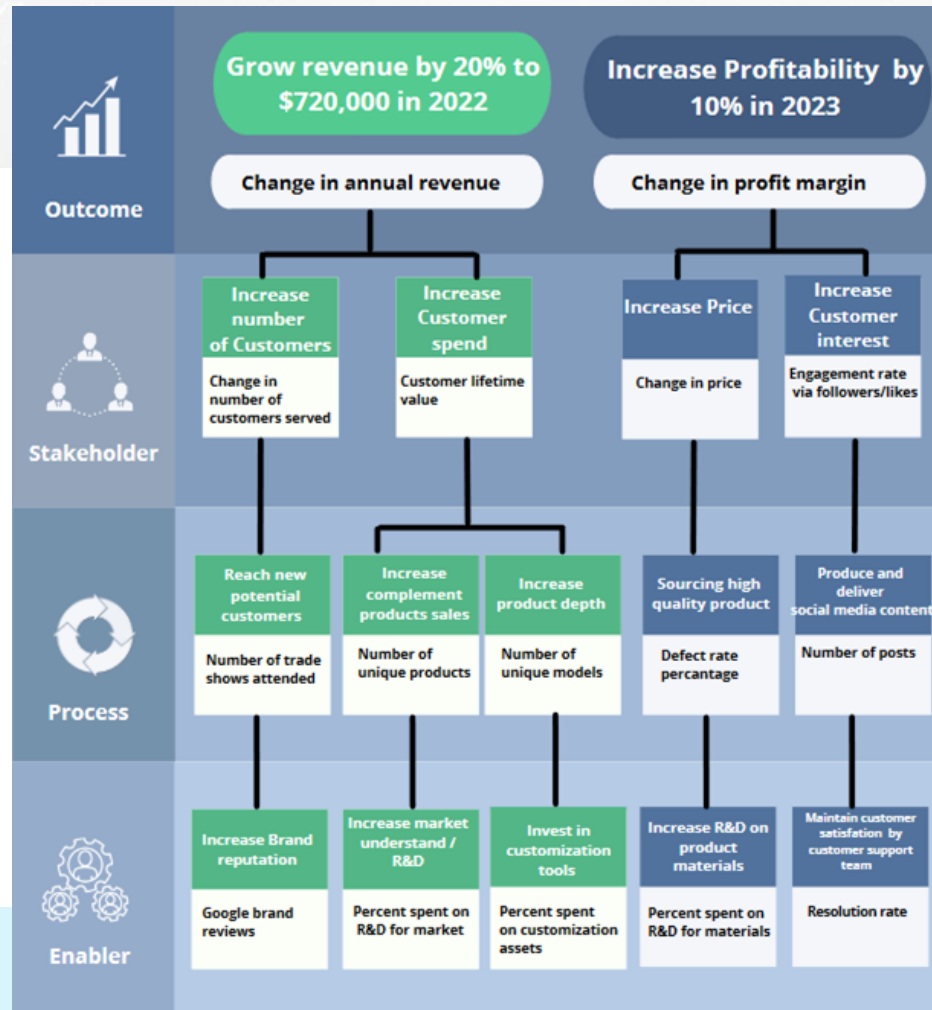 Grow revenue by 20% to
$720,000 in 2022
Increase Profitability by
10% in 2023
Outcome
Change in annual revenue
Change in profit margin
Stakeholder
Increase
number
of Customers
Change in
number of
customers served
Increase
Customer
spend
Customer lifetime
value
Increase Price
Change in price
Increase
Customer
interest
Engagement rate
via followers/likes
Process
Reach new
potential
customers
Number of trade
shows attended
Increase
complement
products sales
Number of
unique products
Increase
product depth
Number of
unique models
Sourcing high
quality product
Defect rate
percantage
Produce and
deliver
social media content
Number of posts
Enabler
Increase Brand
reputation
Google brand
reviews
Increase market
understand /
R&D
Percent spent on
R&D for market
Invest in
customization
tools
Percent spent
on customization
assets
Increase R&D on
product
materials
Percent spent on
R&D for materials
Maintain customer
satisfaction by
customer support
team
Resolution rate